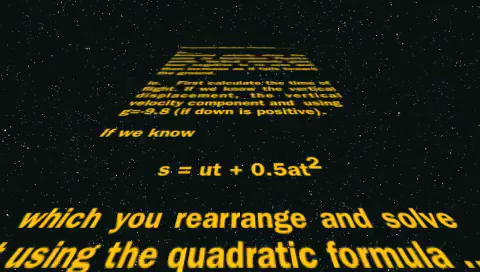 is. First calculate the time of
flight. If we know the vertical
displacement, the vertical
velocity component and using
g=-9.8 (if down is positive),
If we know
s = ut + 0.5at²
which you rearrange and solve
t using the quadratic formula ..